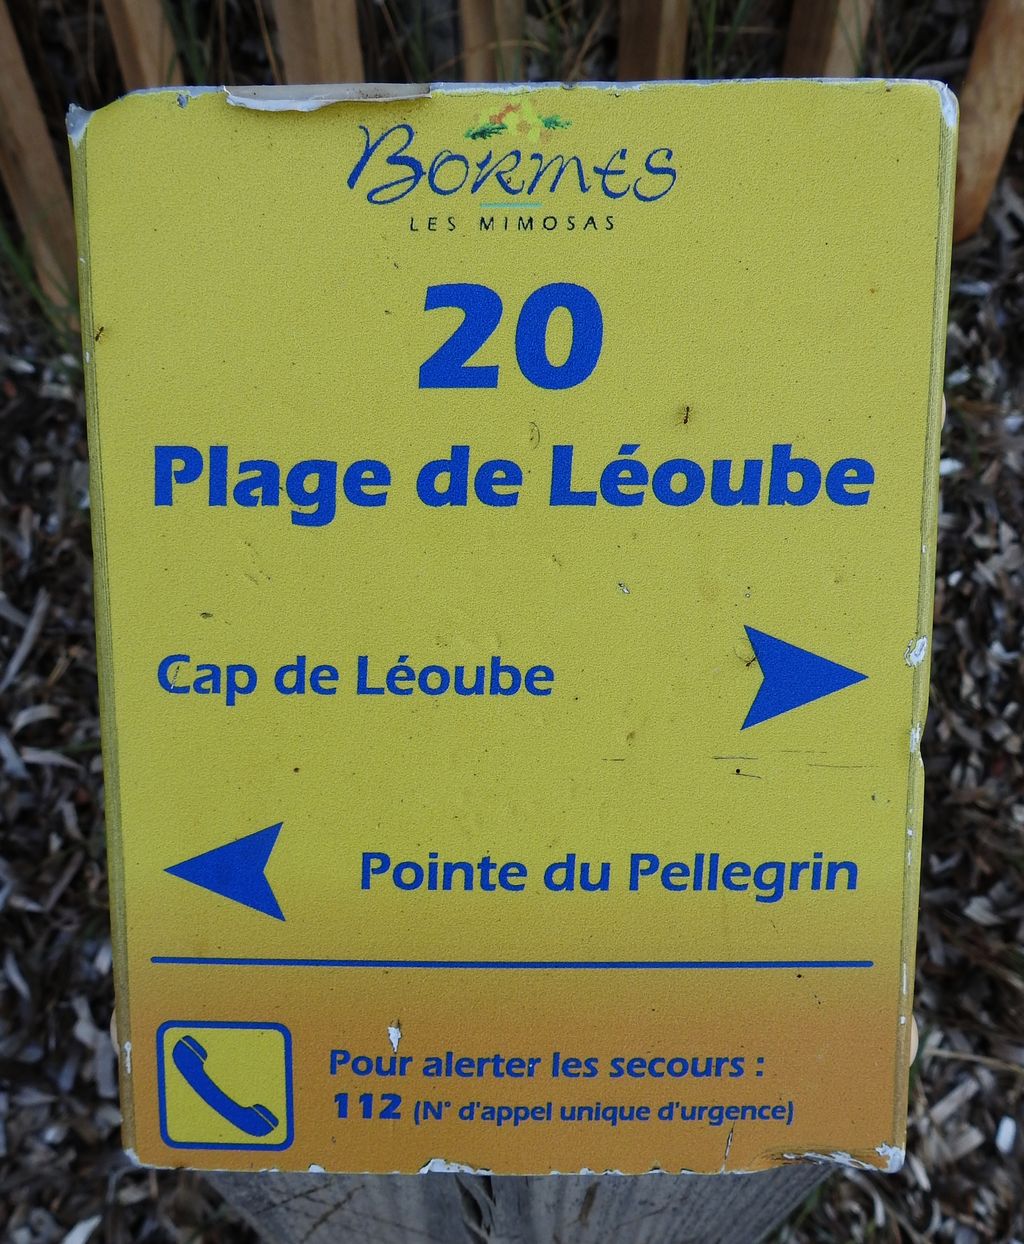 BORMES
LES MIMOSAS
20
Plage de Léoube
Cap de Léoube
Pointe du Pellegrin
Pour alerter les secours :
112 (N° d'appel unique d'urgence)